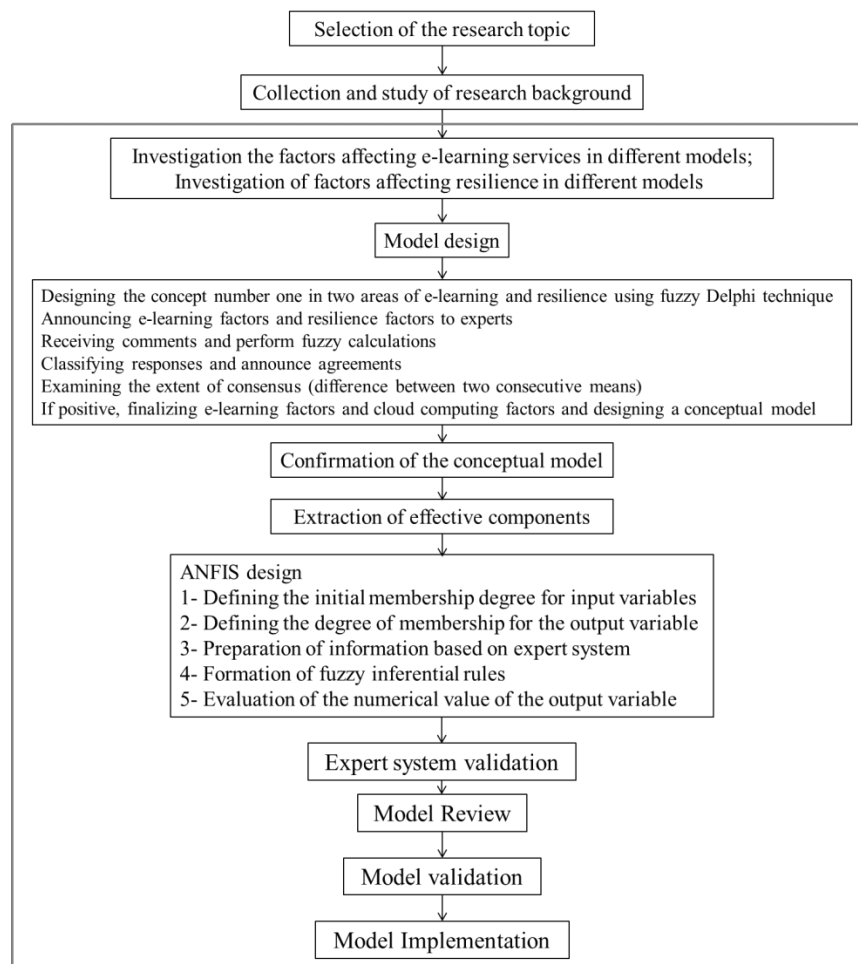 Selection of the research topic
Collection and study of research background
Investigation the factors affecting e-learning services in different models;
Investigation of factors affecting resilience in different models
Model design
Designing the concept number one in two areas of e-learning and resilience using fuzzy Delphi technique
Announcing e-learning factors and resilience factors to experts
Receiving comments and perform fuzzy calculations
Classifying responses and announce agreements
Examining the extent of consensus (difference between two consecutive means)
If positive, finalizing e-learning factors and cloud computing factors and designing a conceptual model
Confirmation of the conceptual model
Extraction of effective components
ANFIS design
1- Defining the initial membership degree for input variables
2- Defining the degree of membership for the output variable
3- Preparation of information based on expert system
4- Formation of fuzzy inferential rules
5- Evaluation of the numerical value of the output variable
Expert system validation
Model Review
Model validation
Model Implementation